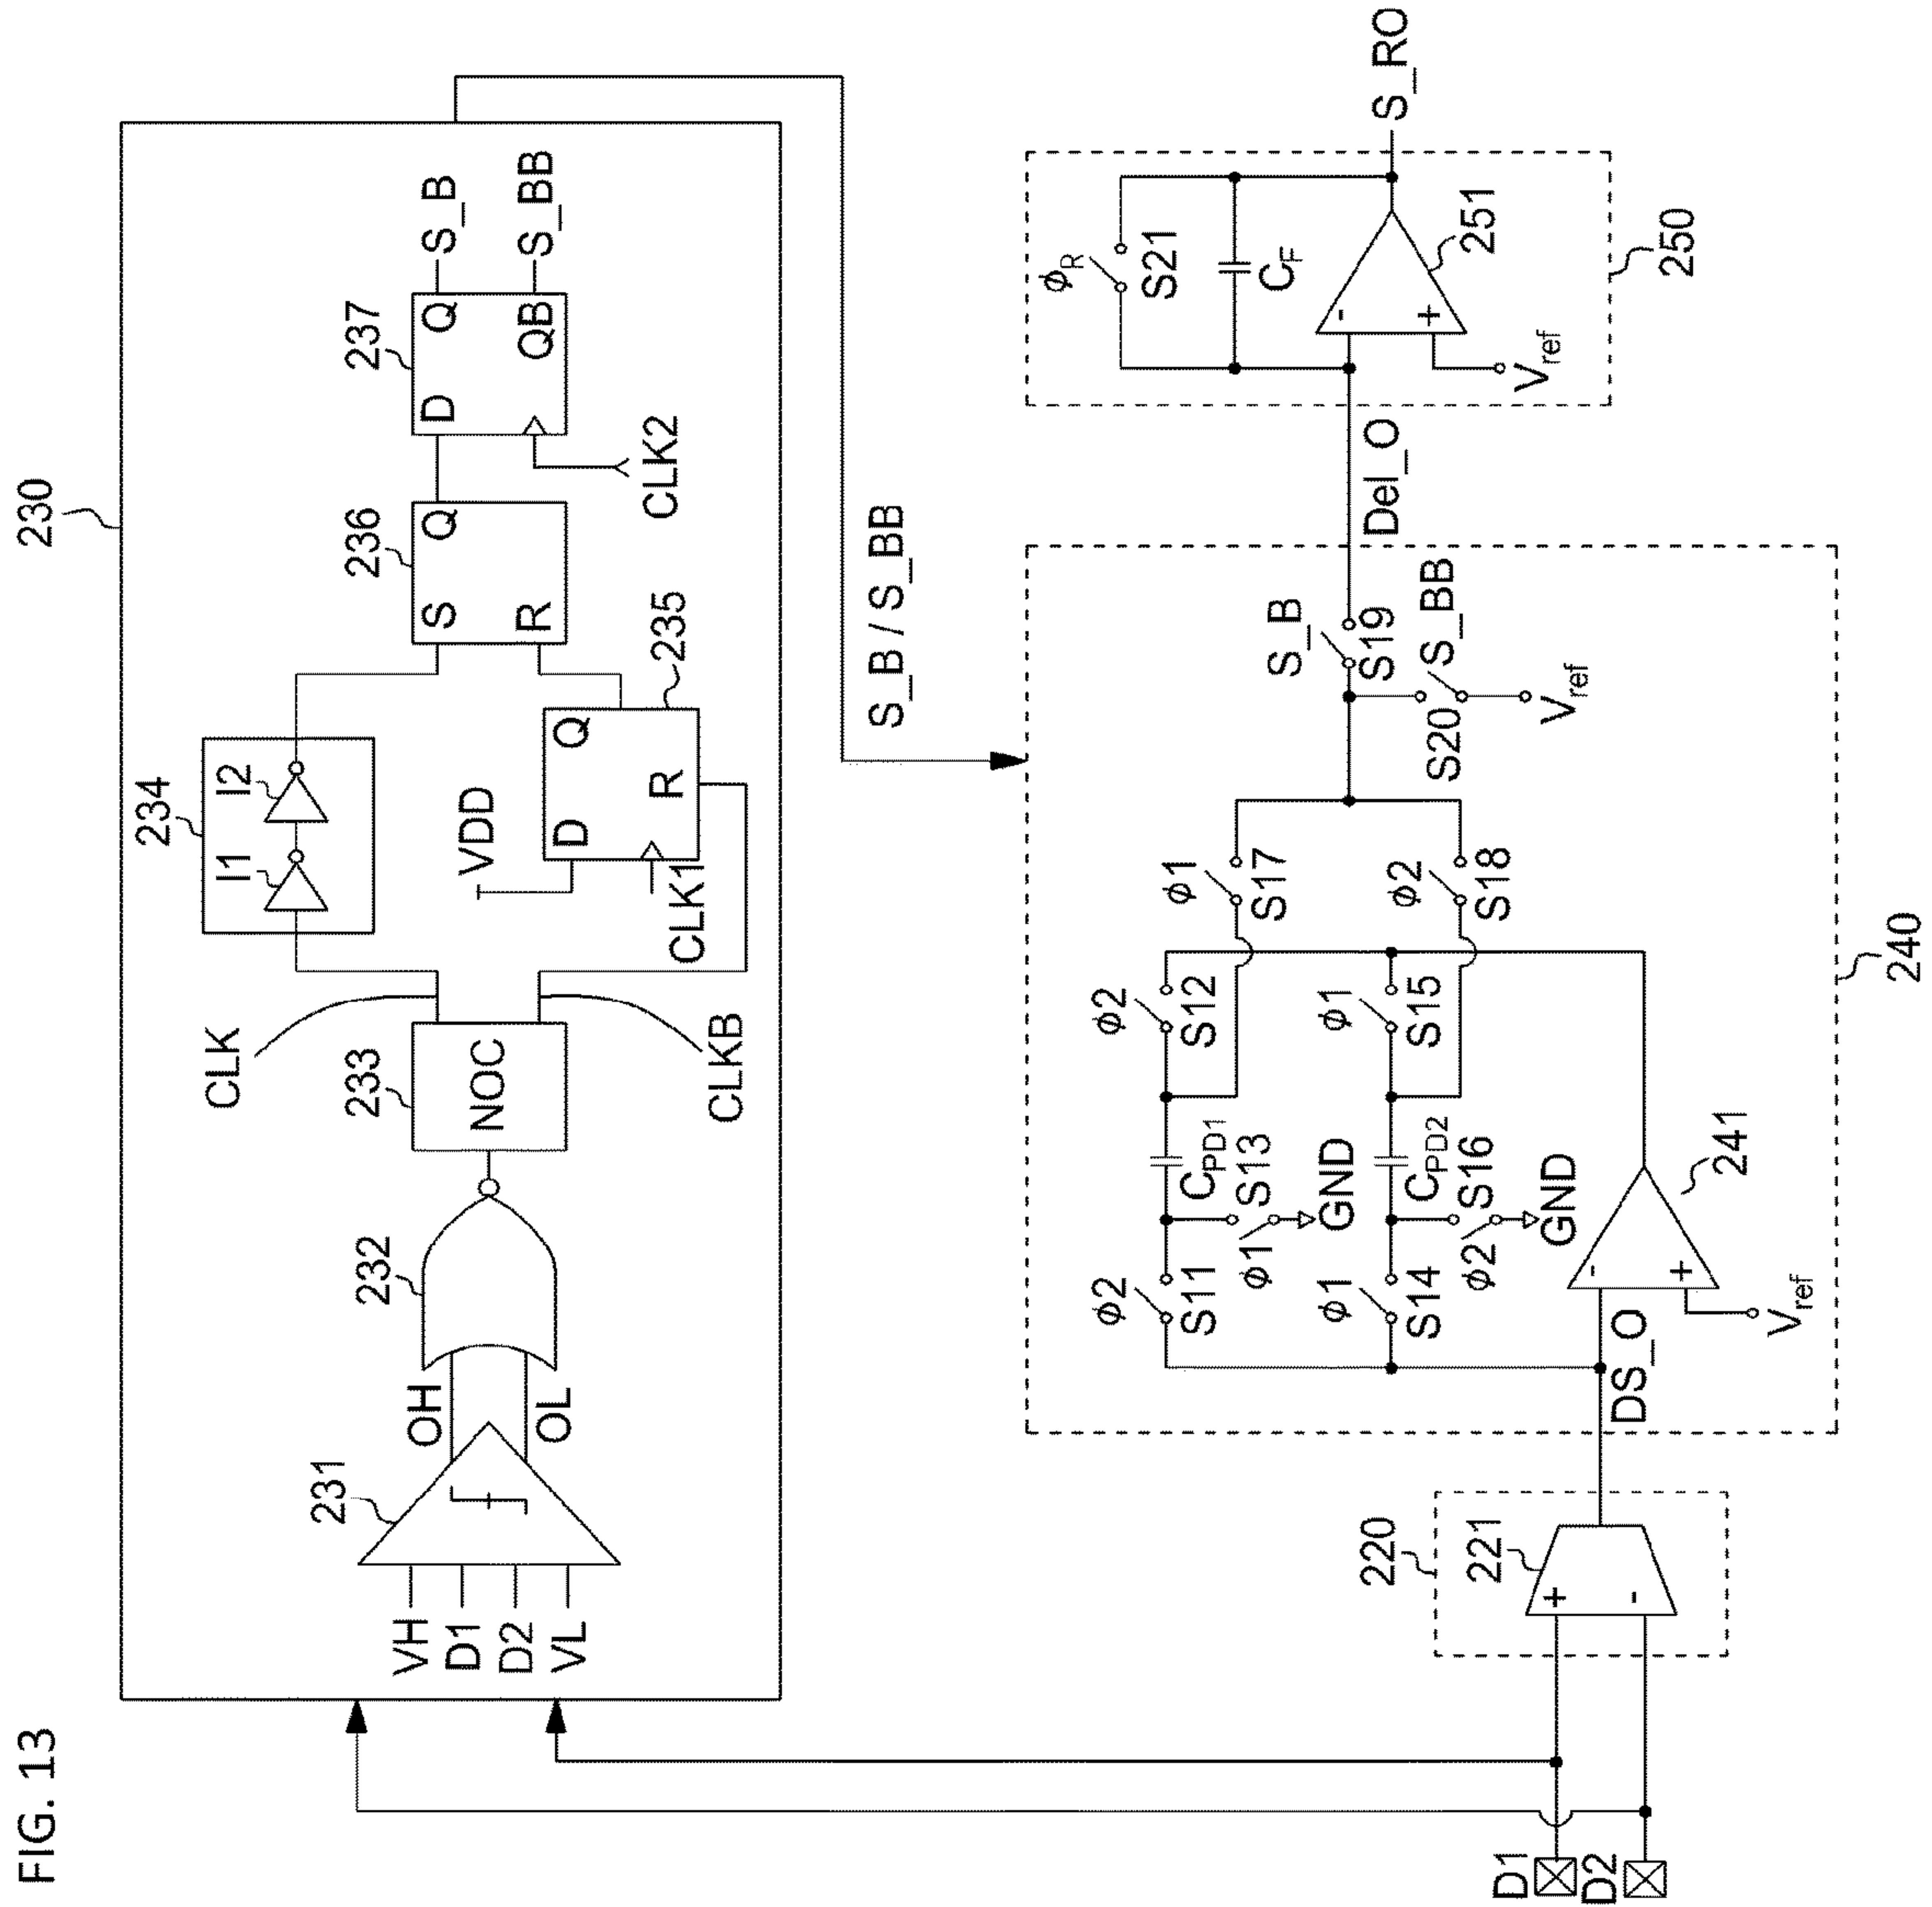 FIG. 13
230
231
VH
D1
D2
VL
OH
OL
232
233
NOC
CLK
CLKB
234
I1
I2
VDD
235
D
Q
R
CLK1
236
S
Q
R
237
D
Q
QB
CLK2
S_B
S_BB
S_B / S_BB
D1
D2
220
221
+
-
DS_O
240
ϕ2
S11
ϕ2
S12
CPD1
S13
ϕ1
GND
ϕ1
S14
ϕ1
S15
CPD2
S16
ϕ2
GND
-
+
241
Vref
ϕ1
S17
ϕ2
S18
S_B
S19
S20
S_BB
Vref
Del_O
250
ϕR
S21
CF
-
+
251
Vref
S_RO